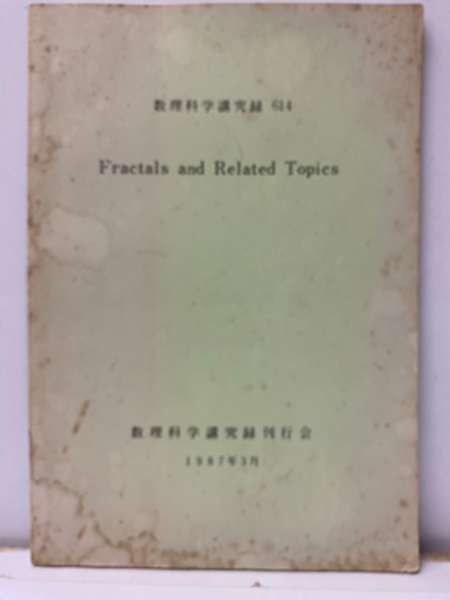 数理科学講究録 614
Fractals and Related Topics
数理科学講究録刊行会
1987年3月